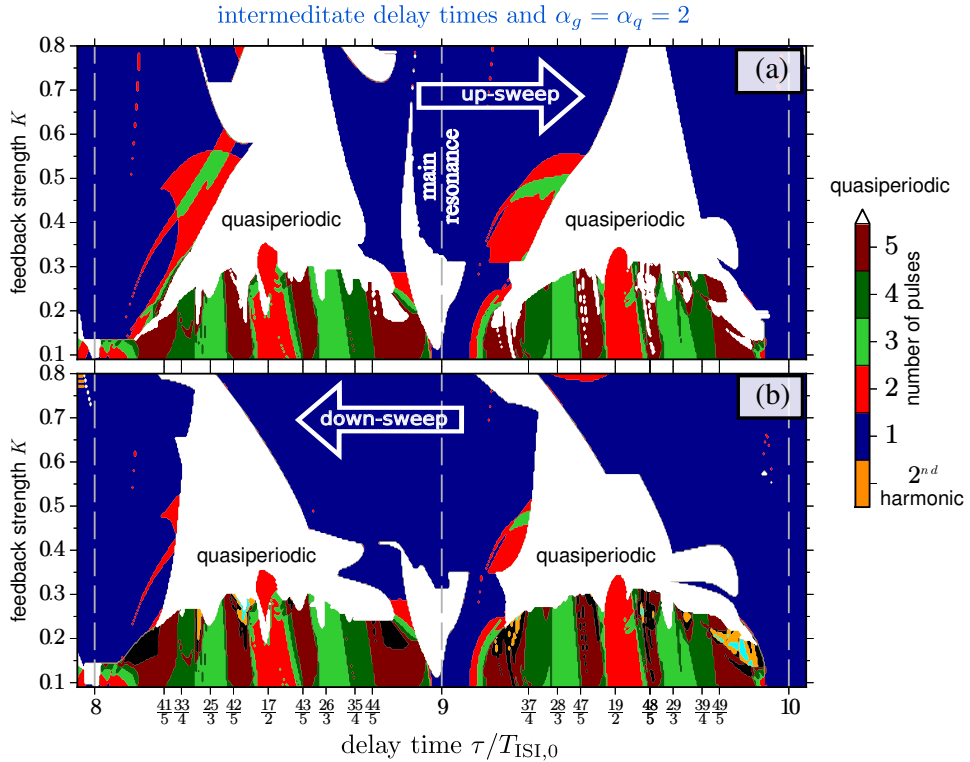 intermeditate delay times and α_g = α_q = 2
(a)
up-sweep
main
resonance
quasiperiodic
quasiperiodic
feedback strength K
0.8
0.7
0.6
0.5
0.4
0.3
0.2
0.1
(b)
down-sweep
quasiperiodic
quasiperiodic
feedback strength K
0.8
0.7
0.6
0.5
0.4
0.3
0.2
0.1
8 41/5 33/4 25/3 42/5 17/2 43/5 26/3 35/4 44/5 9 37/4 28/3 47/5 19/2 48/5 29/3 39/4 49/5 10
delay time τ/T_ISI,0
quasiperiodic
5
4
3
2
1
2nd
harmonic
number of pulses